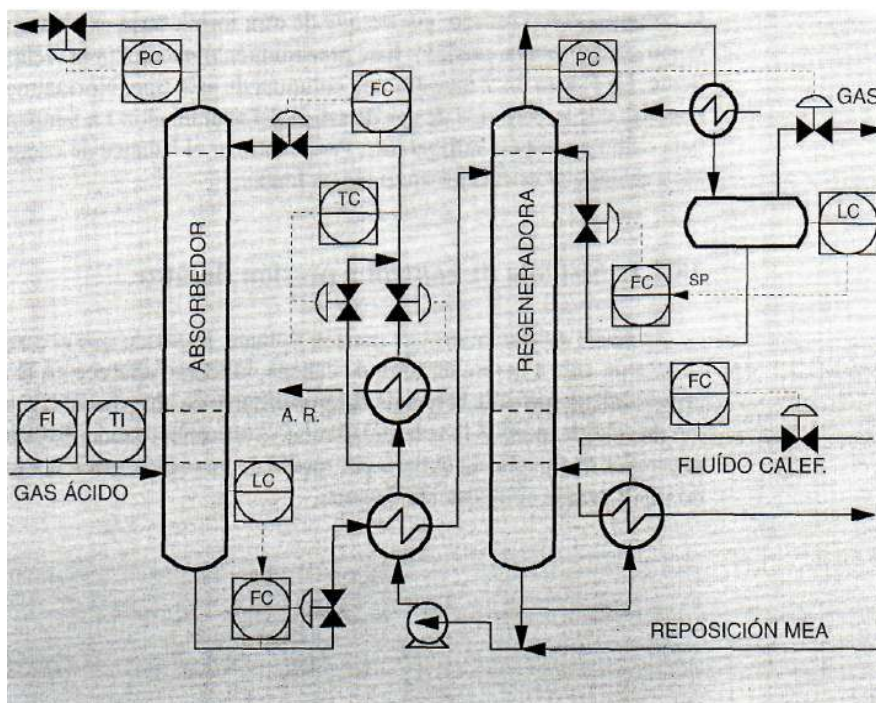 PC
FC
PC
GAS
TC
LC
FC
SP
ABSORBEDOR
REGENERADORA
FC
A. R.
FI
TI
FLUÍDO CALEF.
GAS ÁCIDO
LC
FC
REPOSICIÓN MEA